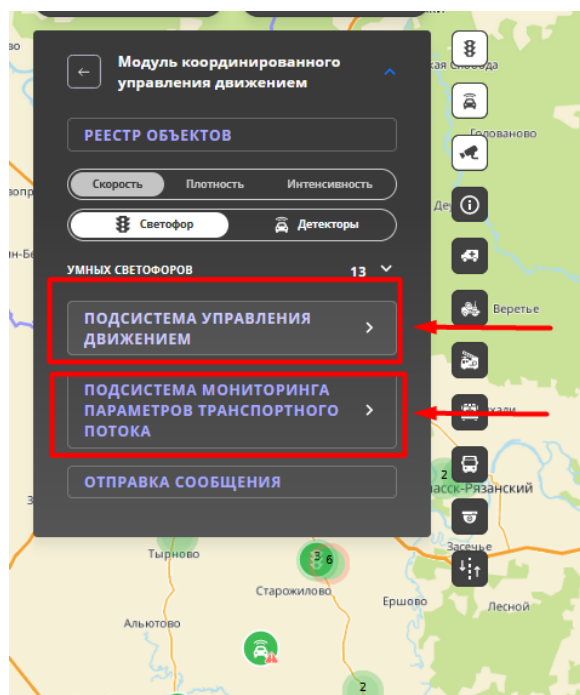 Модуль координированного
управления движением
РЕЕСТР ОБЪЕКТОВ
Скорость Плотность Интенсивность
Светофор Детекторы
УМНЫХ СВЕТОФОРОВ 13
ПОДСИСТЕМА УПРАВЛЕНИЯ
ДВИЖЕНИЕМ
ПОДСИСТЕМА МОНИТОРИНГА
ПАРАМЕТРОВ ТРАНСПОРТНОГО
ПОТОКА
ОТПРАВКА СООБЩЕНИЯ
Голованово
Веретье
2
Засечье
Тырново
3 6
Старожилово
Ершово
Лесной
Альютово
2